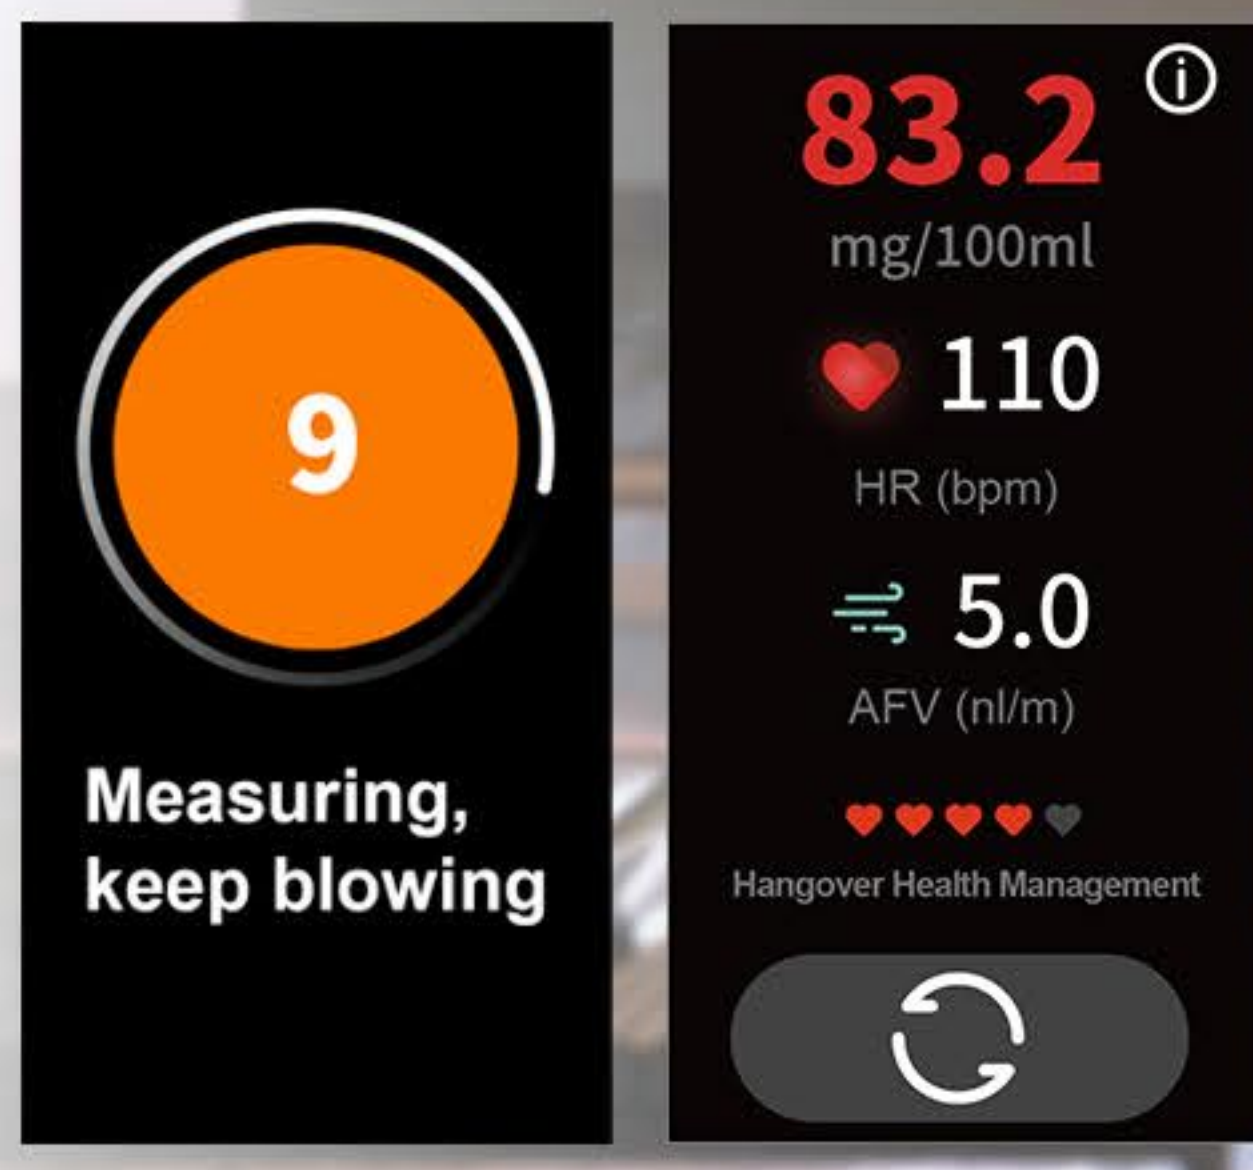 9
Measuring,
keep blowing
i
83.2
mg/100ml
110
HR (bpm)
5.0
AFV (nl/m)
Hangover Health Management